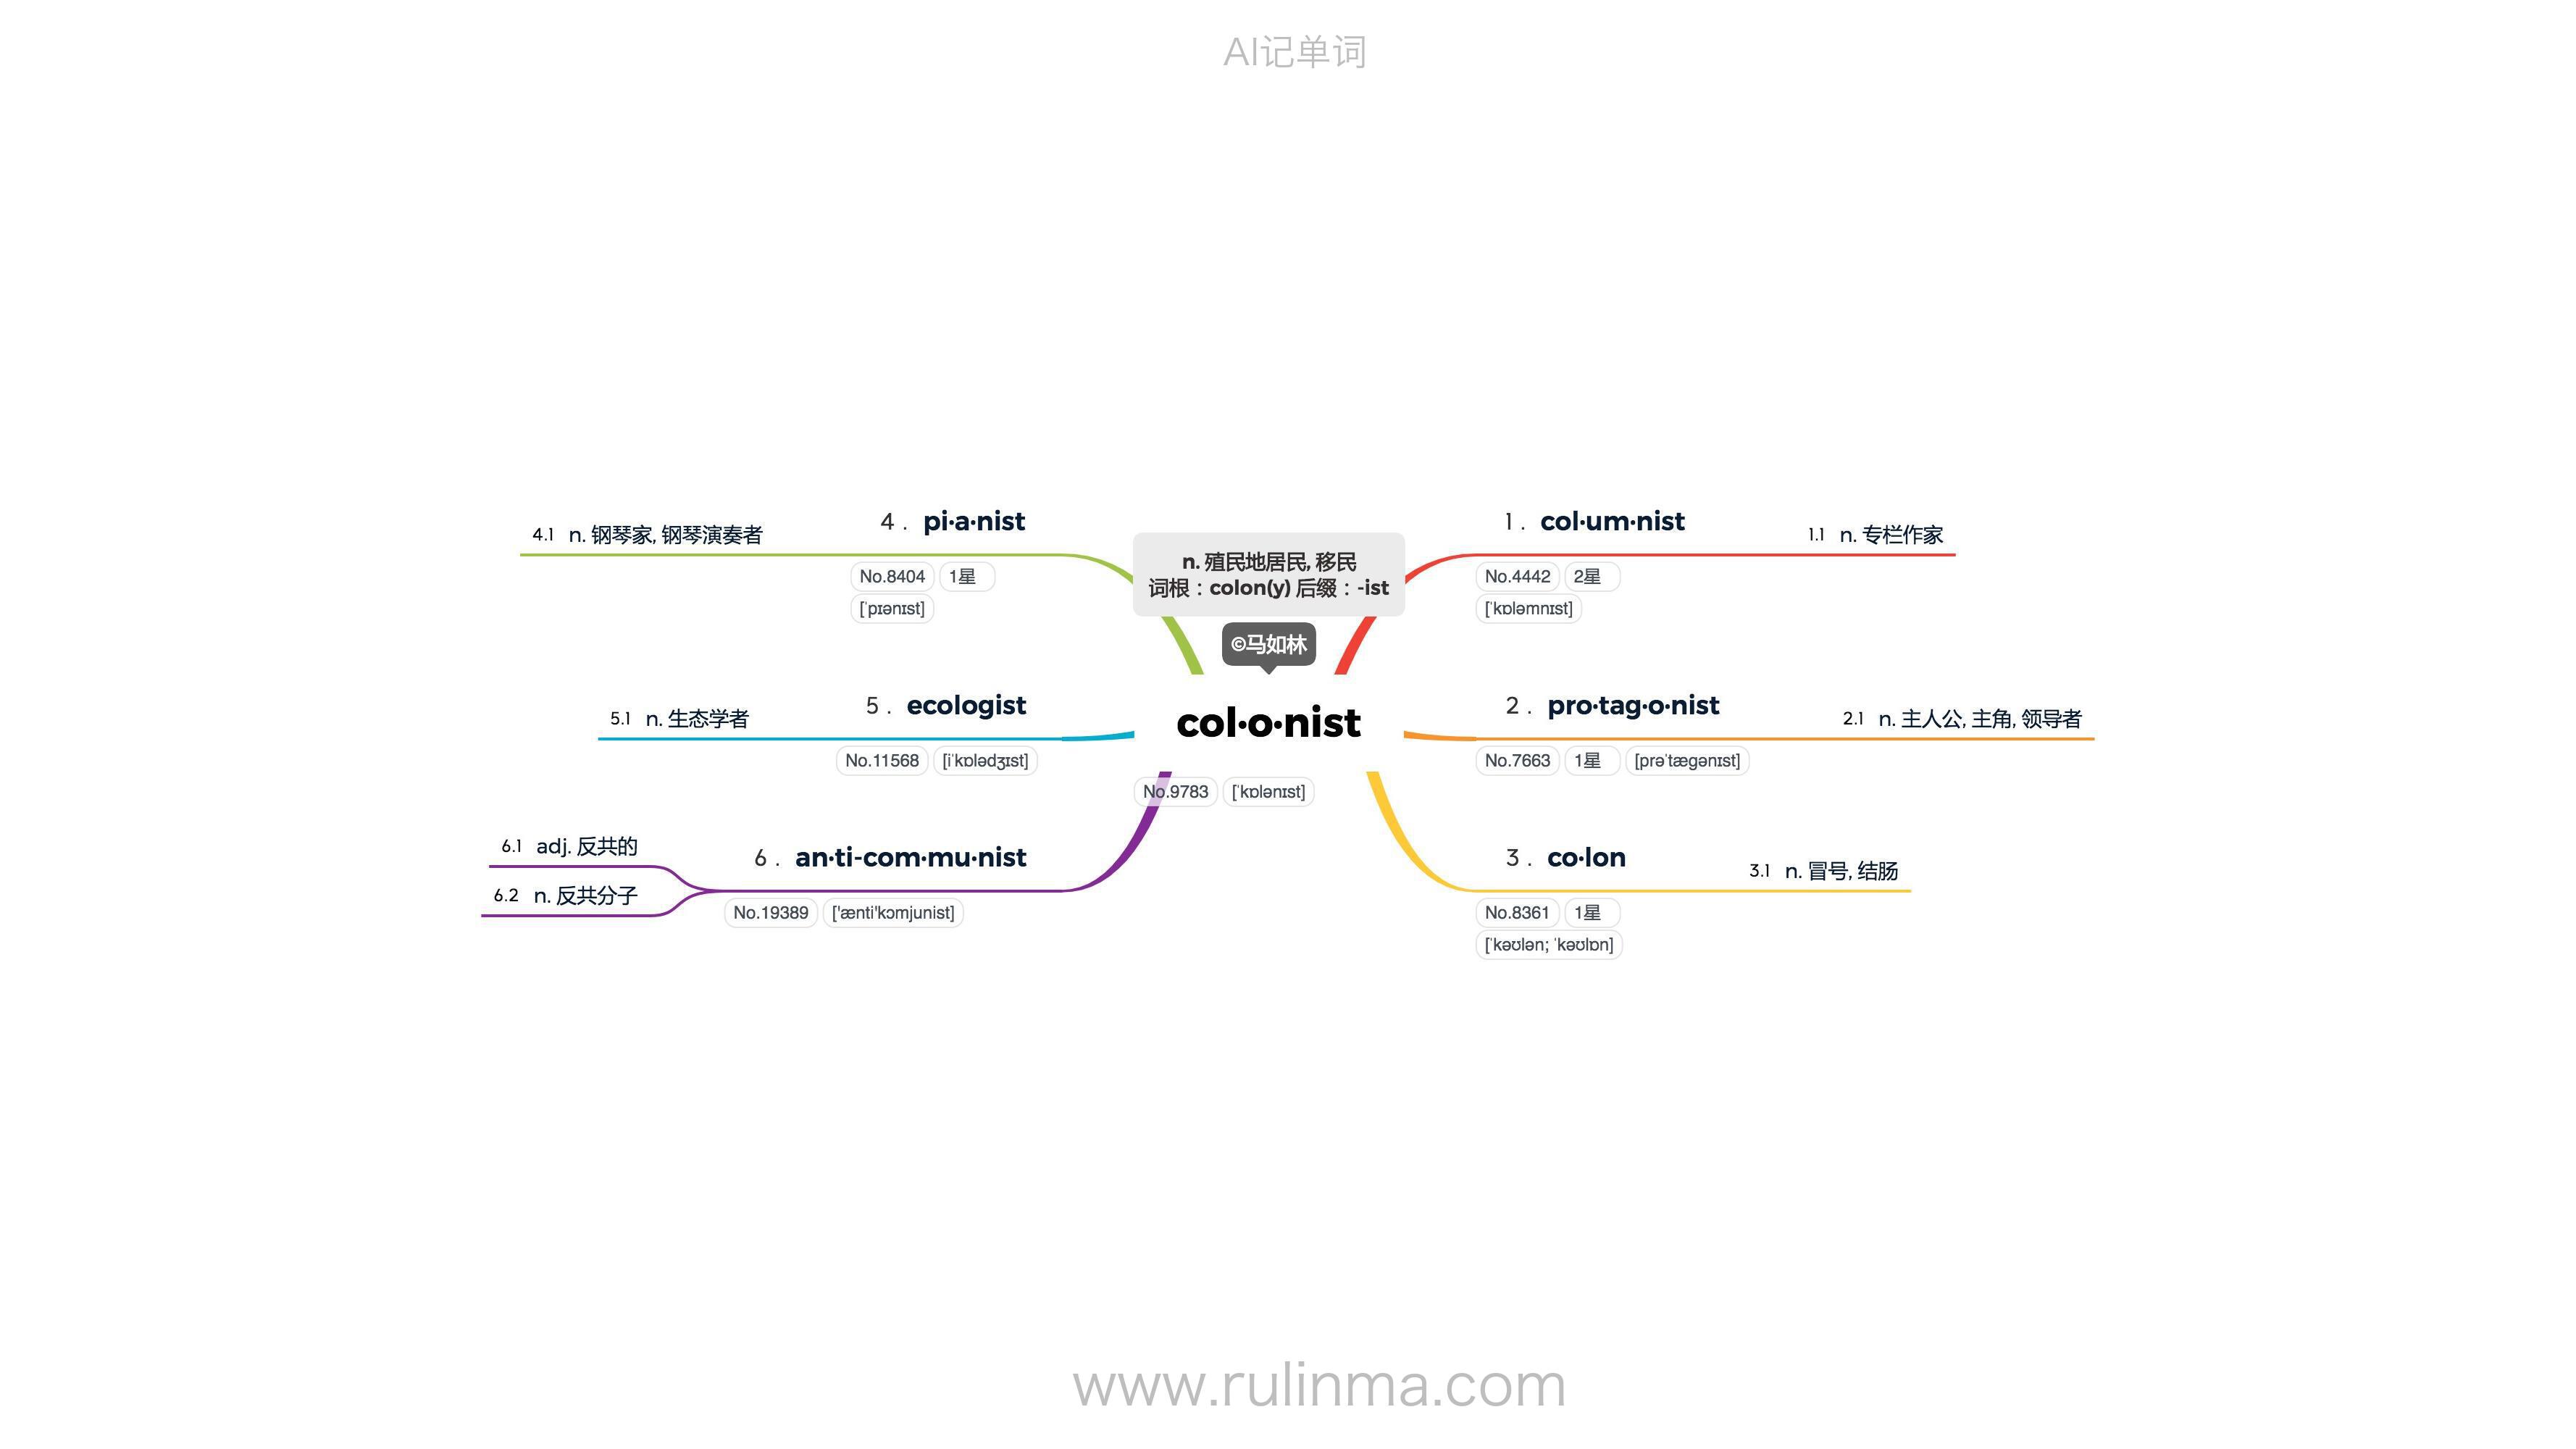 AI记单词
n. 殖民地居民, 移民
词根：colon(y) 后缀：-ist
©马如林
col·o·nist
No.9783 [ˈkɒlənɪst]
1 . col·um·nist
1.1 n. 专栏作家
No.4442 2星
[ˈkɒləmnɪst]
2 . pro·tag·o·nist
2.1 n. 主人公, 主角, 领导者
No.7663 1星 [prəˈtæɡənɪst]
3 . co·lon
3.1 n. 冒号, 结肠
No.8361 1星
[ˈkəʊlən; ˈkəʊlɒn]
4 . pi·a·nist
4.1 n. 钢琴家, 钢琴演奏者
No.8404 1星
[ˈpɪənɪst]
5 . ecologist
5.1 n. 生态学者
No.11568 [iˈkɒlədʒɪst]
6 . an·ti-com·mu·nist
6.1 adj. 反共的
6.2 n. 反共分子
No.19389 ['ænti'kɔmjunist]
www.rulinma.com